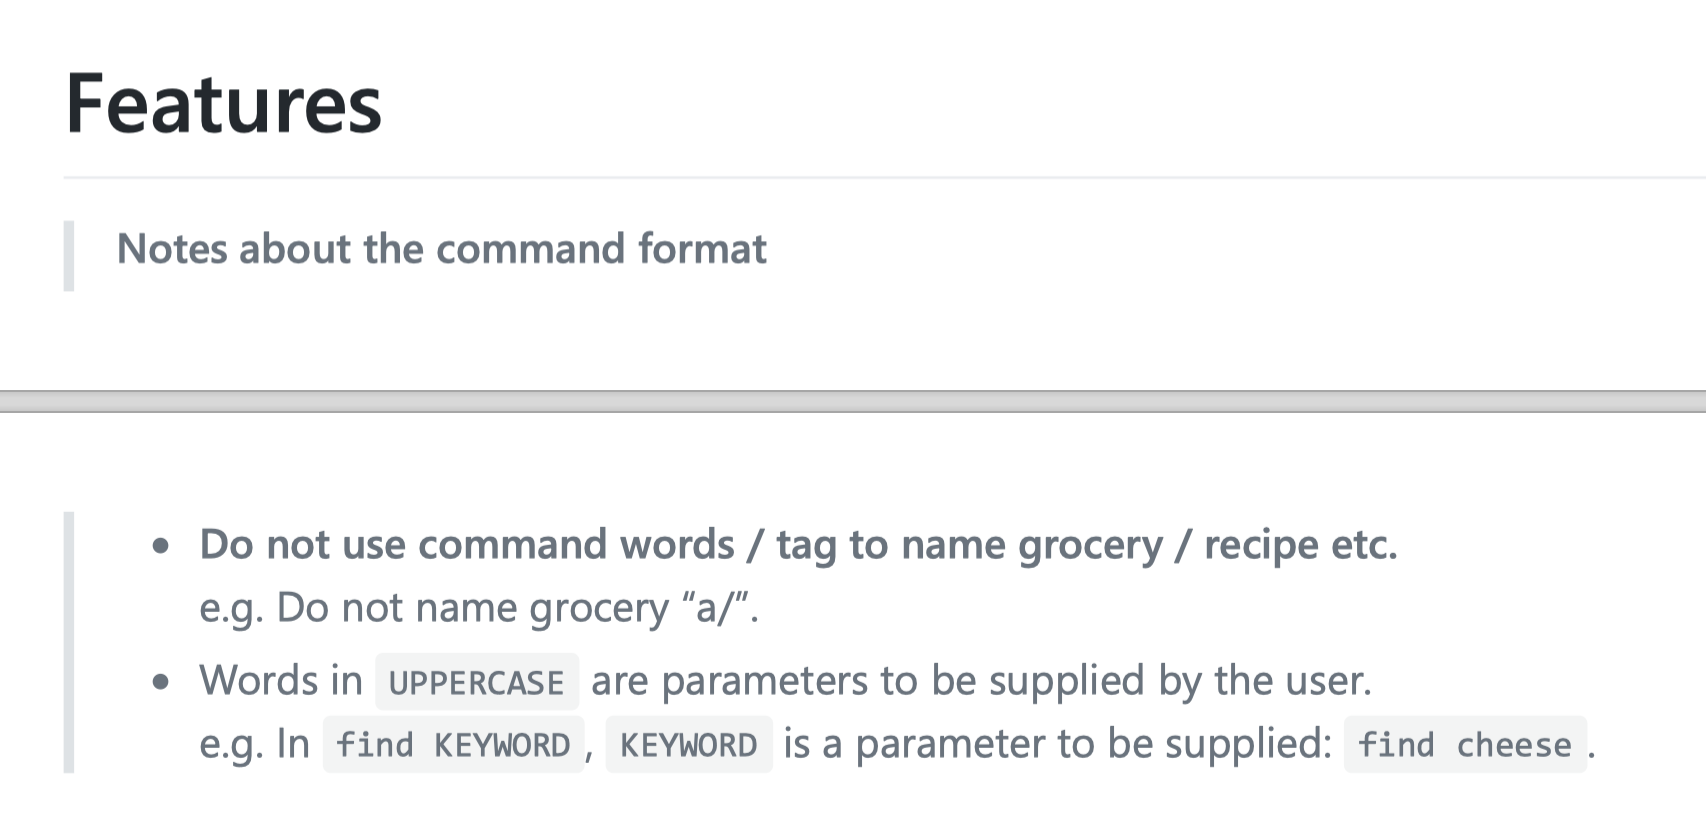 Features
Notes about the command format
Do not use command words / tag to name grocery / recipe etc.
e.g. Do not name grocery “a/”.
Words in UPPERCASE are parameters to be supplied by the user.
e.g. In find KEYWORD, KEYWORD is a parameter to be supplied: find cheese.